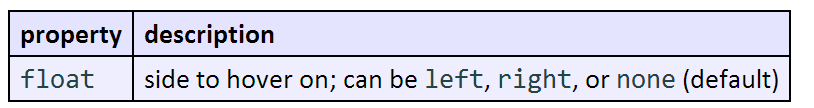 property description
float side to hover on; can be left, right, or none (default)